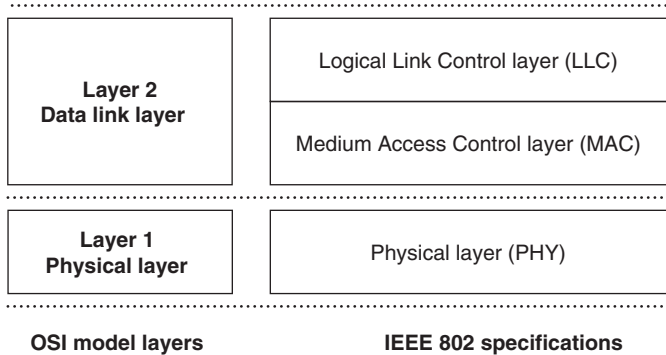 Layer 2
Data link layer
Logical Link Control layer (LLC)
Medium Access Control layer (MAC)
Layer 1
Physical layer
Physical layer (PHY)
OSI model layers
IEEE 802 specifications